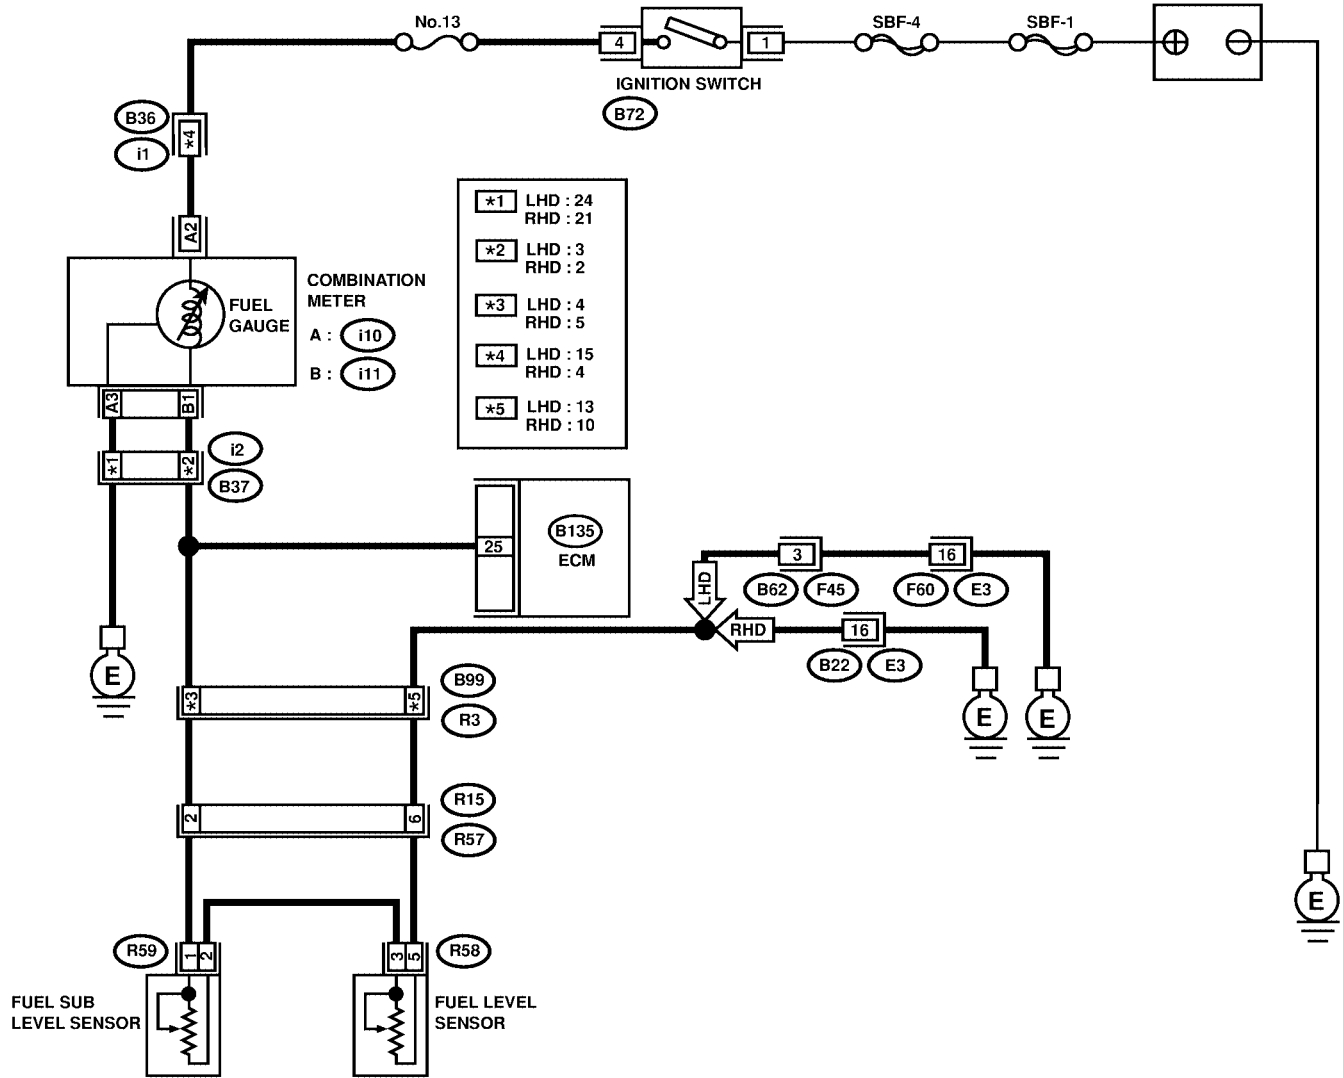 No.13
SBF-4
SBF-1
4
1
IGNITION SWITCH
B72
B36
i1
*4
A2
*1 LHD : 24
RHD : 21
*2 LHD : 3
RHD : 2
*3 LHD : 4
RHD : 5
*4 LHD : 15
RHD : 4
*5 LHD : 13
RHD : 10
FUEL
GAUGE
COMBINATION
METER
A : i10
B : i11
A3
B1
*1
*2
i2
B37
25
B135
ECM
LHD
3
16
B62
F45
F60
E3
RHD
16
B22
E3
E
E
E
*3
*5
B99
R3
2
6
R15
R57
E
R59
1
2
3
5
R58
FUEL SUB
LEVEL SENSOR
FUEL LEVEL
SENSOR